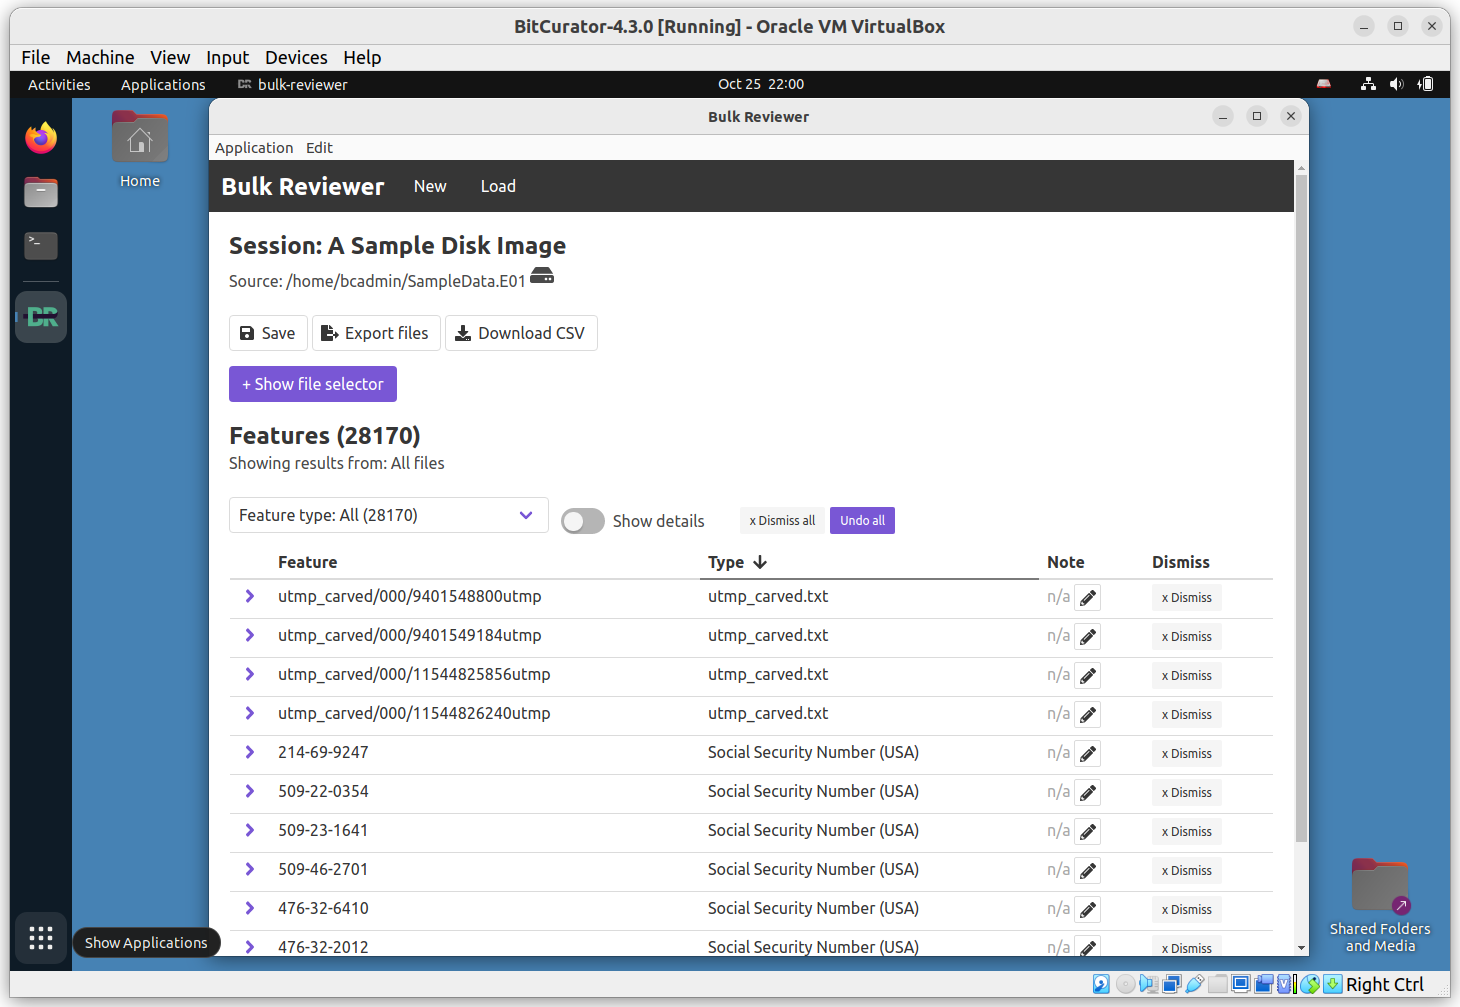 BitCurator-4.3.0 [Running] - Oracle VM VirtualBox
File Machine View Input Devices Help
Activities Applications bulk-reviewer Oct 25 22:00
Home
Bulk Reviewer
Application Edit
Bulk Reviewer New Load
Session: A Sample Disk Image
Source: /home/bcadmin/SampleData.E01
Save Export files Download CSV
+ Show file selector
Features (28170)
Showing results from: All files
Feature type: All (28170) Show details x Dismiss all Undo all
Feature Type Note Dismiss
utmp_carved/000/9401548800utmp utmp_carved.txt n/a x Dismiss
utmp_carved/000/9401549184utmp utmp_carved.txt n/a x Dismiss
utmp_carved/000/11544825856utmp utmp_carved.txt n/a x Dismiss
utmp_carved/000/11544826240utmp utmp_carved.txt n/a x Dismiss
214-69-9247 Social Security Number (USA) n/a x Dismiss
509-22-0354 Social Security Number (USA) n/a x Dismiss
509-23-1641 Social Security Number (USA) n/a x Dismiss
509-46-2701 Social Security Number (USA) n/a x Dismiss
476-32-6410 Social Security Number (USA) n/a x Dismiss
476-32-2012 Social Security Number (USA) n/a x Dismiss
Show Applications
Shared Folders
and Media
Right Ctrl